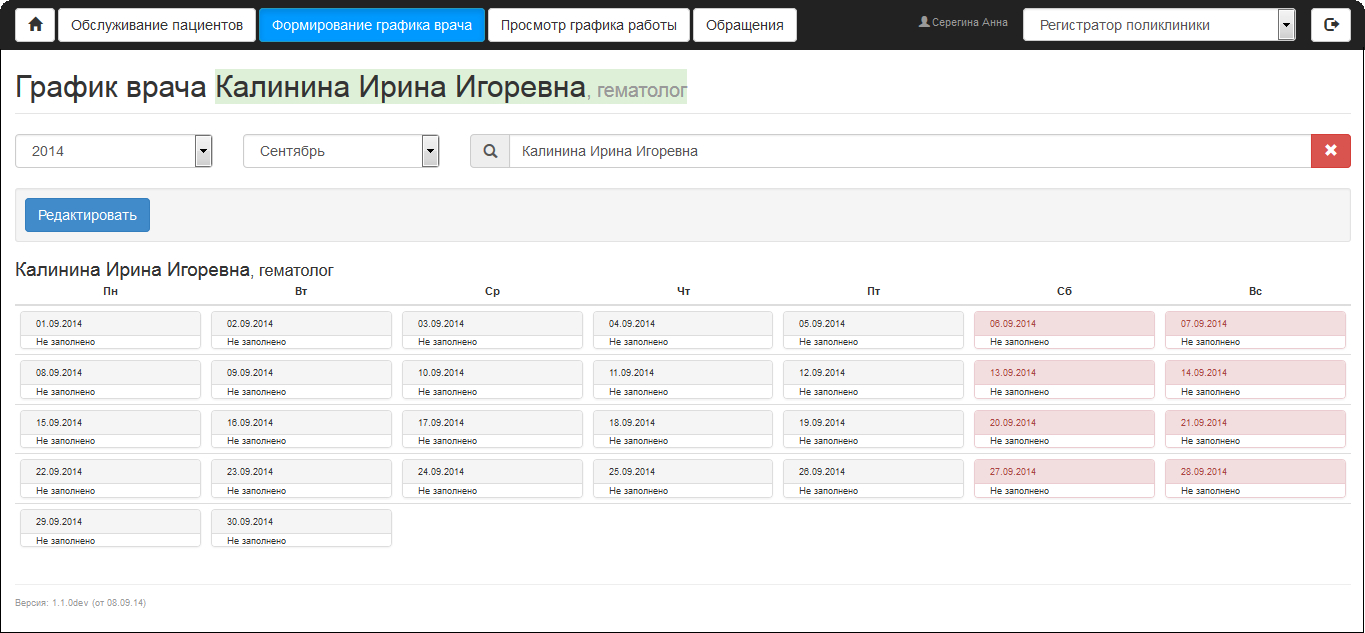 Обслуживание пациентов Формирование графика врача Просмотр графика работы Обращения Серегина Анна Регистратор поликлиники
График врача Калинина Ирина Игоревна, гематолог
2014 Сентябрь Калинина Ирина Игоревна
Редактировать
Калинина Ирина Игоревна, гематолог
Пн Вт Ср Чт Пт Сб Вс
01.09.2014 02.09.2014 03.09.2014 04.09.2014 05.09.2014 06.09.2014 07.09.2014
Не заполнено Не заполнено Не заполнено Не заполнено Не заполнено Не заполнено Не заполнено
08.09.2014 09.09.2014 10.09.2014 11.09.2014 12.09.2014 13.09.2014 14.09.2014
Не заполнено Не заполнено Не заполнено Не заполнено Не заполнено Не заполнено Не заполнено
15.09.2014 16.09.2014 17.09.2014 18.09.2014 19.09.2014 20.09.2014 21.09.2014
Не заполнено Не заполнено Не заполнено Не заполнено Не заполнено Не заполнено Не заполнено
22.09.2014 23.09.2014 24.09.2014 25.09.2014 26.09.2014 27.09.2014 28.09.2014
Не заполнено Не заполнено Не заполнено Не заполнено Не заполнено Не заполнено Не заполнено
29.09.2014 30.09.2014
Не заполнено Не заполнено
Версия: 1.1.0dev (от 08.09.14)